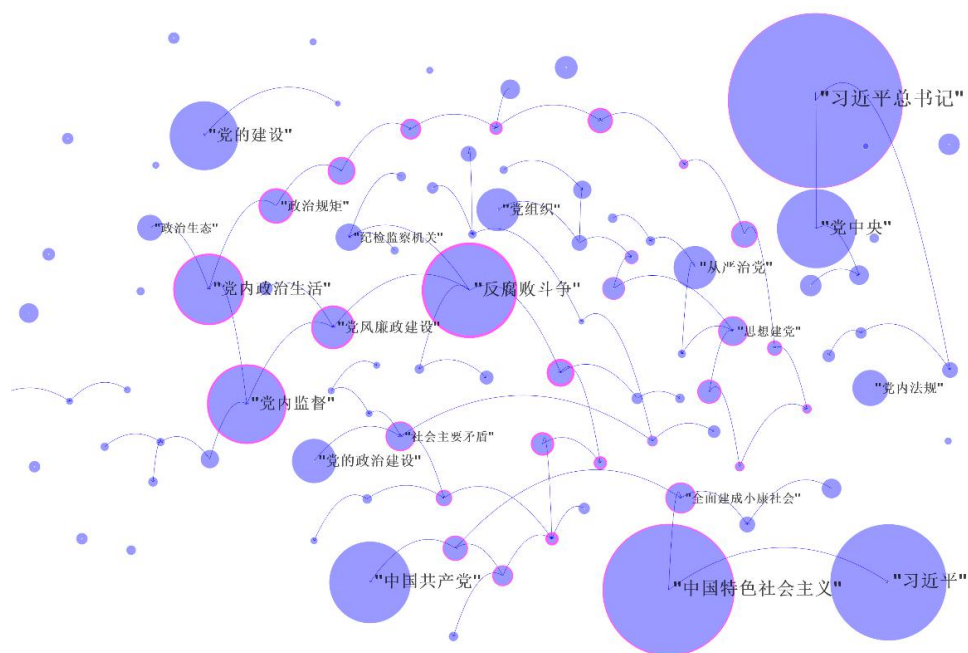 "习近平总书记"
"党的建设"
"政治规矩"
"党组织"
"政治生态"
"党中央"
"纪检监察机关"
"从严治党"
"党内政治生活"
"反腐败斗争"
"党风廉政建设"
"思想建党"
"党内法规"
"党内监督"
"社会主要矛盾"
"党的政治建设"
"全面建成小康社会"
"中国共产党"
"中国特色社会主义"
"习近平"